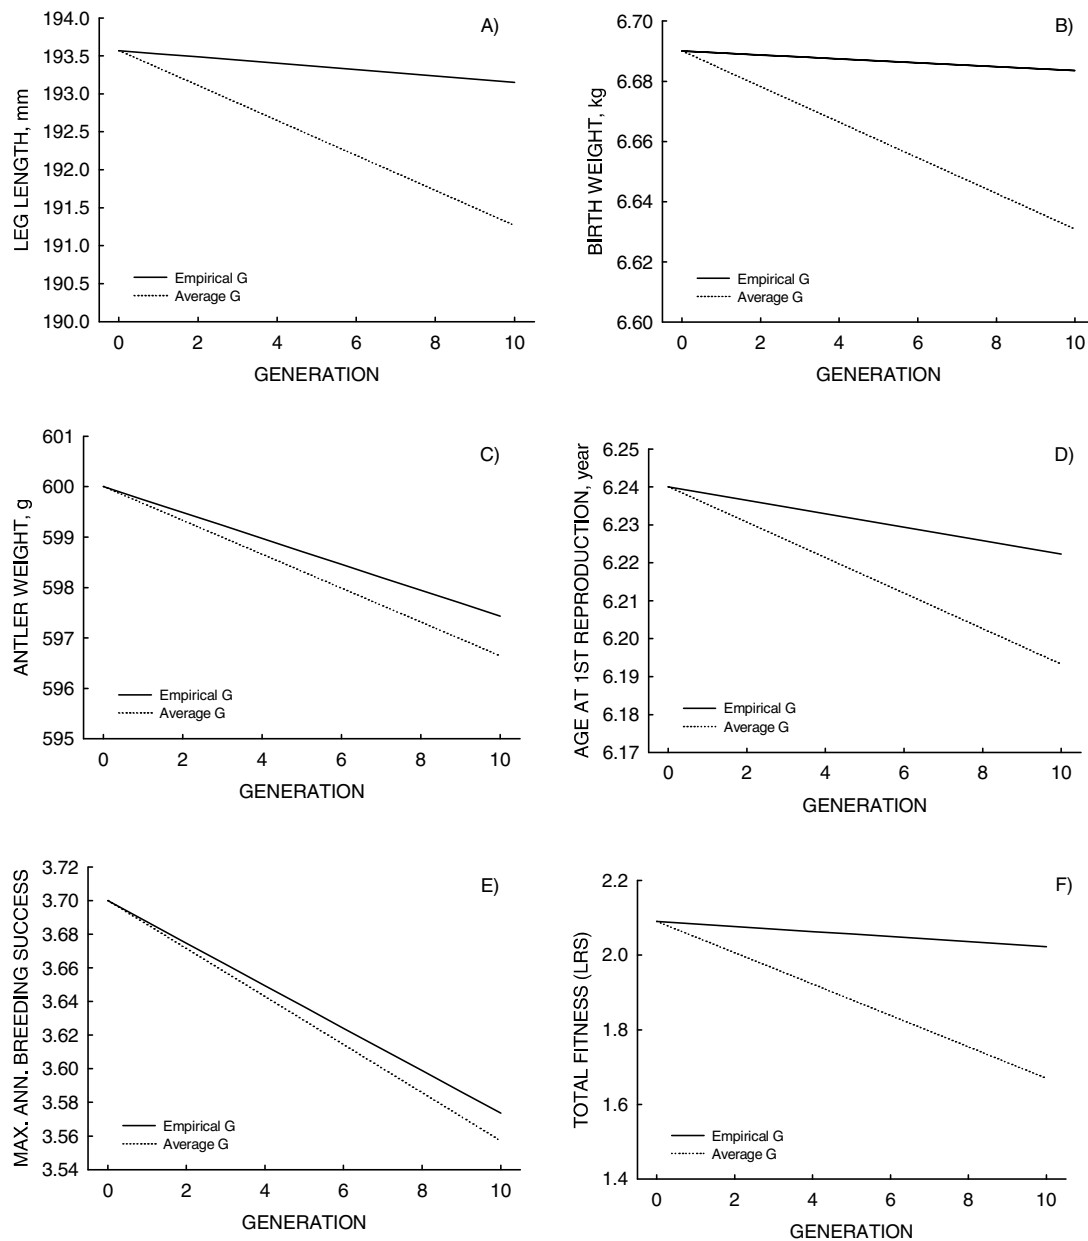 A)
LEG LENGTH, mm
194.0
193.5
193.0
192.5
192.0
191.5
191.0
190.5
190.0
Empirical G
Average G
0 2 4 6 8 10
GENERATION
B)
BIRTH WEIGHT, kg
6.70
6.68
6.66
6.64
6.62
6.60
Empirical G
Average G
0 2 4 6 8 10
GENERATION
C)
ANTLER WEIGHT, g
601
600
599
598
597
596
595
Empirical G
Average G
0 2 4 6 8 10
GENERATION
D)
AGE AT 1ST REPRODUCTION, year
6.25
6.24
6.23
6.22
6.21
6.20
6.19
6.18
6.17
Empirical G
Average G
0 2 4 6 8 10
GENERATION
E)
MAX. ANN. BREEDING SUCCESS
3.72
3.70
3.68
3.66
3.64
3.62
3.60
3.58
3.56
3.54
Empirical G
Average G
0 2 4 6 8 10
GENERATION
F)
TOTAL FITNESS (LRS)
2.2
2.0
1.8
1.6
1.4
Empirical G
Average G
0 2 4 6 8 10
GENERATION